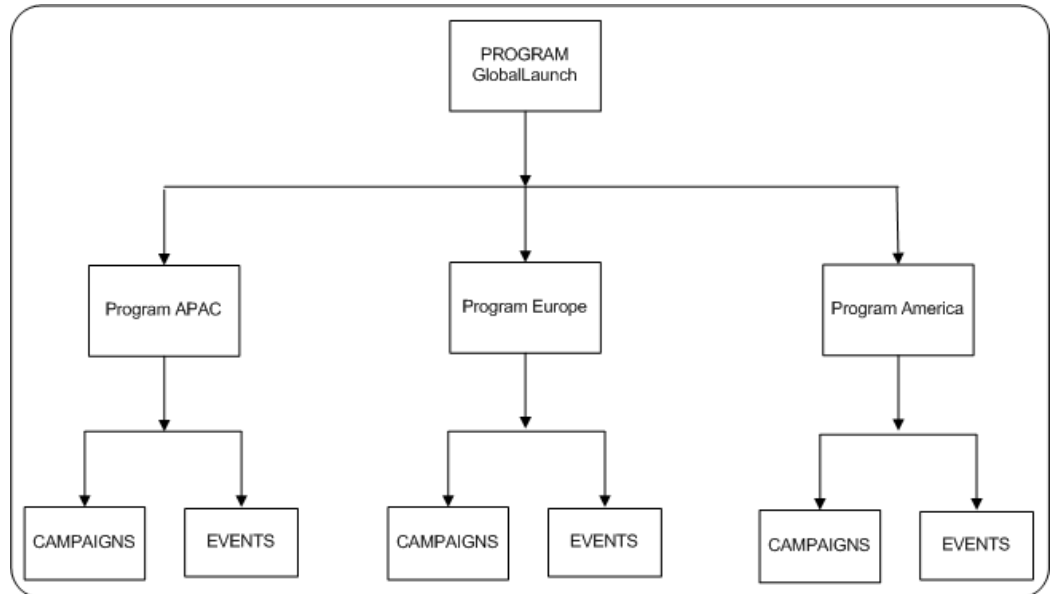 PROGRAM
GlobalLaunch
Program APAC
Program Europe
Program America
CAMPAIGNS
EVENTS
CAMPAIGNS
EVENTS
CAMPAIGNS
EVENTS